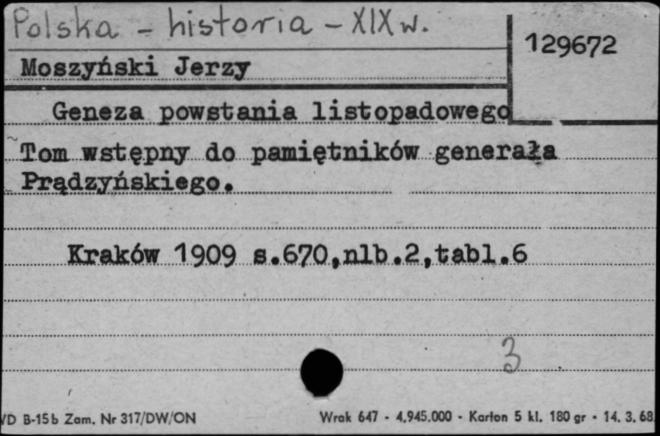 Polska - historia - XIX w.
129672
Moszyński Jerzy
Geneza powstania listopadowego
Tom wstępny do pamiętników generała
Prądzyńskiego.
Kraków 1909 s.670,nlb.2,tabl.6
3
/D B-15b Zam. Nr 317/DW/ON Wrak 647 - 4.945.000 - Karton 5 kl. 180 gr - 14. 3. 68